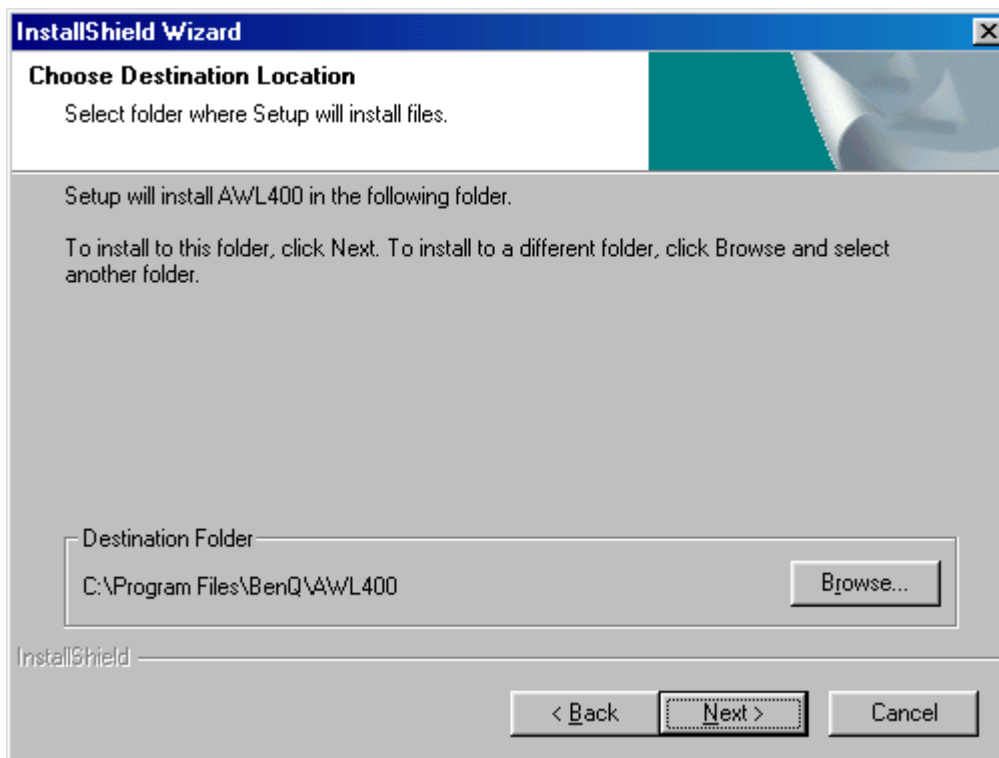 InstallShield Wizard
Choose Destination Location
Select folder where Setup will install files.
Setup will install AWL400 in the following folder.
To install to this folder, click Next. To install to a different folder, click Browse and select
another folder.
Destination Folder
C:\Program Files\BenQ\AWL400
Browse...
InstallShield
< Back
Next >
Cancel